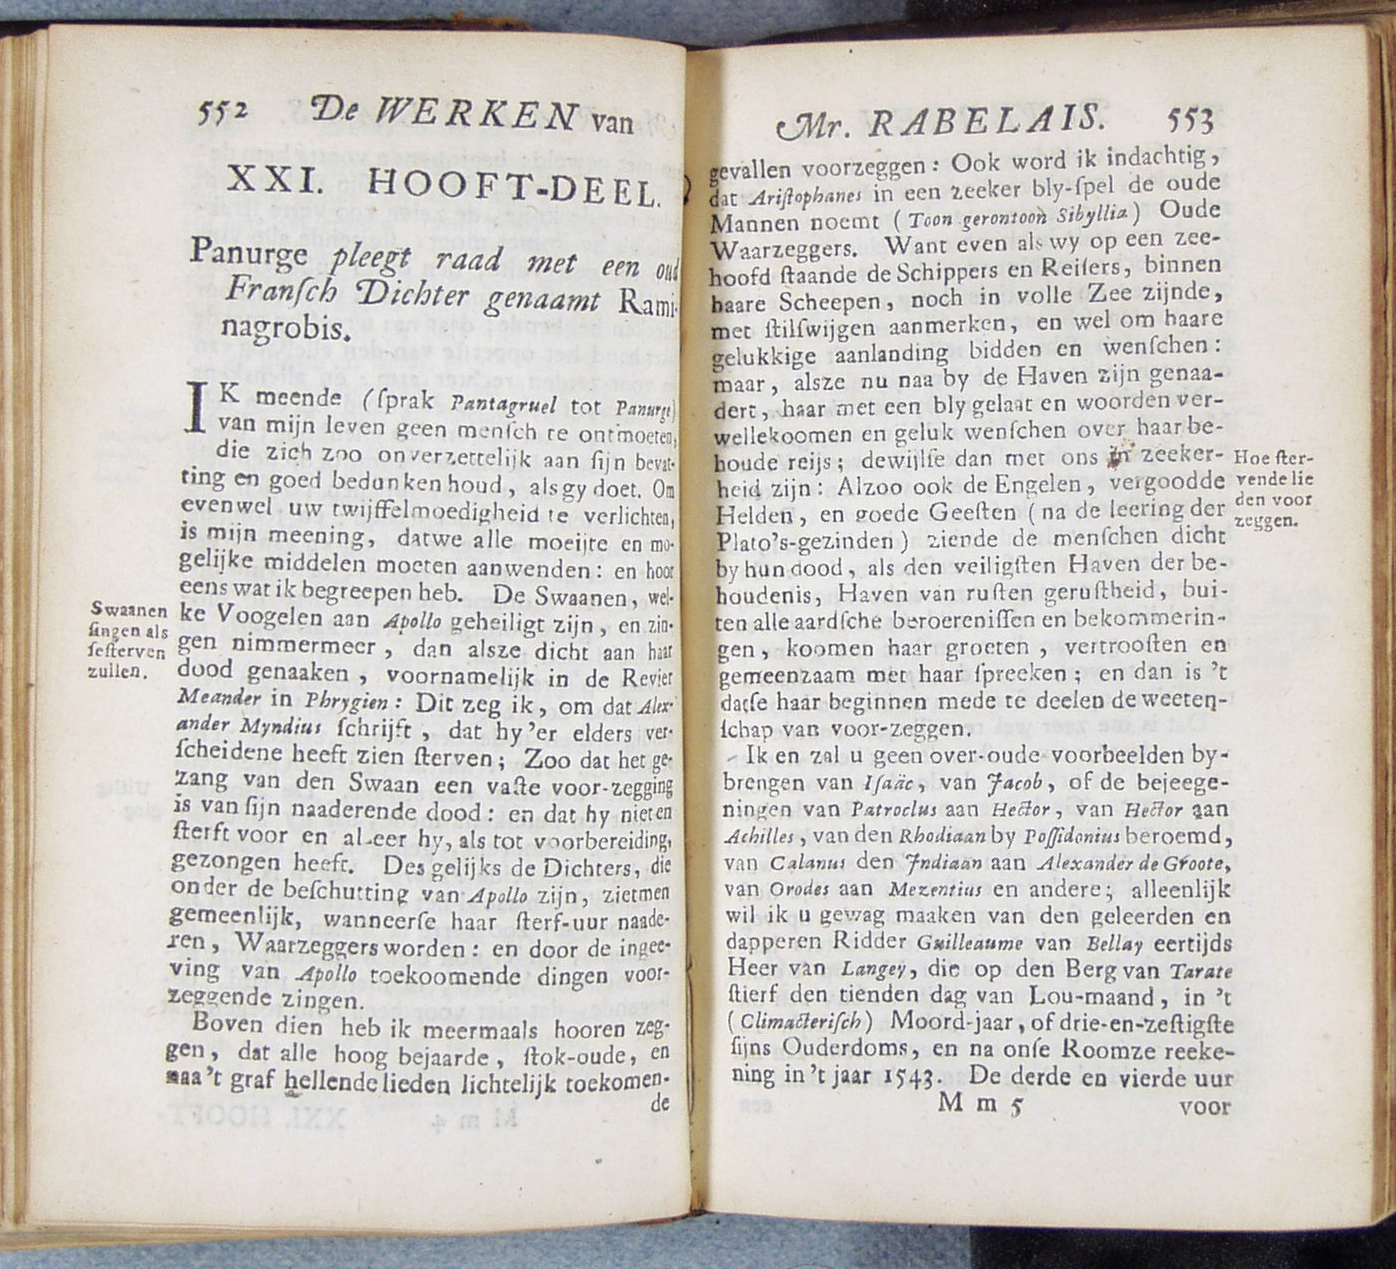 552 De WERKEN van
XXI. HOOFT-DEEL.
Panurge pleegt raad met een oud
Franſch Dichter genaamt Rami-
nagrobis.
IK meende (ſprak Pantagruel tot Panurge)
van mijn leven geen menſch te ontmoeten,
die zich zoo onverzettelijk aan ſijn bevat-
ting en goed bedunken houd, als gy doet. Om
evenwel uw twijffelmoedigheid te verlichten,
is mijn meening, datwe alle moeijte en mo-
gelijke middelen moeten aanwenden: en hoor
eens wat ik begreepen heb. De Swaanen, wel-
ke Voogelen aan Apollo geheiligt zijn, en zin-
gen nimmermeer, dan alsze dicht aan haar
dood genaaken, voornamelijk in de Revier
Meander in Phrygien: Dit zeg ik, om dat Alex-
ander Myndius ſchrijft, dat hy'er elders ver-
ſcheidene heeft zien ſterven; Zoo dat het ge-
zang van den Swaan een vaſte voor-zegging
is van ſijn naaderende dood: en dat hy niet en
ſterft voor en al eer hy, als tot voorbereiding,
gezongen heeft. Des gelijks de Dichters, die
onder de beſchutting van Apollo zijn, zietmen
gemeenlijk, wanneerſe haar ſterf-uur naade-
ren, Waarzeggers worden: en door de ingee-
ving van Apollo toekoomende dingen voor-
zeggende zingen.
Boven dien heb ik meermaals hooren zeg-
gen, dat alle hoog bejaarde, ſtok-oude, en
naa't graf hellende lieden lichtelijk toekomen-
de
Swaanen
ſingen als
ſeſterven
zullen.
Mr. RABELAIS. 553
gevallen voorzeggen: Ook word ik indachtig,
dat Ariſtophanes in een zeeker bly-ſpel de oude
Mannen noemt (Toon gerontoon Sibyllia) Oude
Waarzeggers. Want even als wy op een zee-
hoofd ſtaande de Schippers en Reiſers, binnen
haare Scheepen, noch in volle Zee zijnde,
met ſtilſwijgen aanmerken, en wel om haare
gelukkige aanlanding bidden en wenſchen:
maar, alsze nu naa by de Haven zijn genaa-
dert, haar met een bly gelaat en woorden ver-
wellekoomen en geluk wenſchen over haar be-
houde reijs; dewijlſe dan met ons in zeeker-
heid zijn: Alzoo ook de Engelen, vergoodde
Helden, en goede Geeſten (na de leering der
Plato's-gezinden) ziende de menſchen dicht
by hun dood, als den veiligſten Haven der be-
houdenis, Haven van ruſten geruſtheid, bui-
ten alle aardſche beroereniſſen en bekommerin-
gen, koomen haar groeten, vertrooſten en
gemeenzaam met haar ſpreeken; en dan is 't
datſe haar beginnen mede te deelen de weeten-
ſchap van voor-zeggen.
Ik en zal u geen over-oude voorbeelden by-
brengen van Iſaäc, van Jacob, of de bejeege-
ningen van Patroclus aan Hector, van Hector aan
Achilles, van den Rhodiaan by Poſſidonius beroemd,
van Calanus den Jndiaan aan Alexander de Groote,
van Orodes aan Mezentius en andere; alleenlijk
wil ik u gewag maaken van den geleerden en
dapperen Ridder Guilleaume van Bellay eertijds
Heer van Langey, die op den Berg van Tarate
ſtierf den tienden dag van Lou-maand, in 't
(Climacteriſch) Moord-jaar, of drie-en-zeſtigſte
ſijns Ouderdoms, en na onſe Roomze reeke-
ning in 't jaar 1543. De derde en vierde uur
M m 5 voor
Hoe ſter-
vende lie
den voor
zeggen.